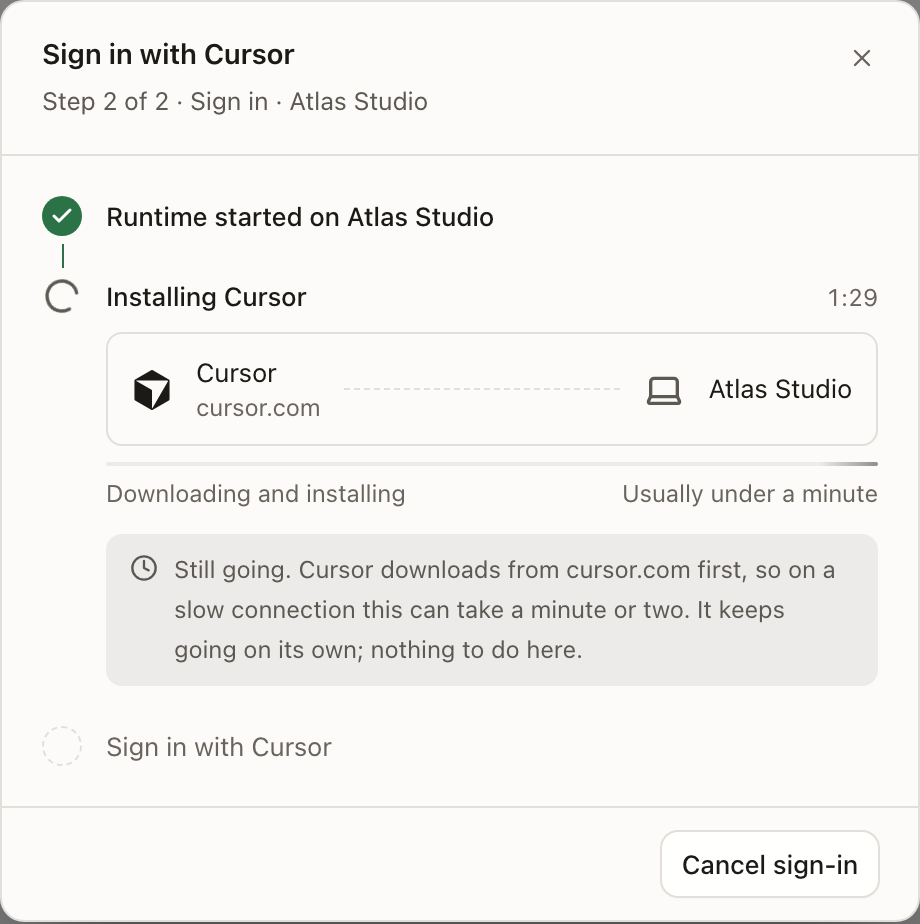 Sign in with Cursor
Step 2 of 2 · Sign in · Atlas Studio
Runtime started on Atlas Studio
Installing Cursor 1:29
Cursor
cursor.com
Atlas Studio
Downloading and installing Usually under a minute
Still going. Cursor downloads from cursor.com first, so on a
slow connection this can take a minute or two. It keeps
going on its own; nothing to do here.
Sign in with Cursor
Cancel sign-in